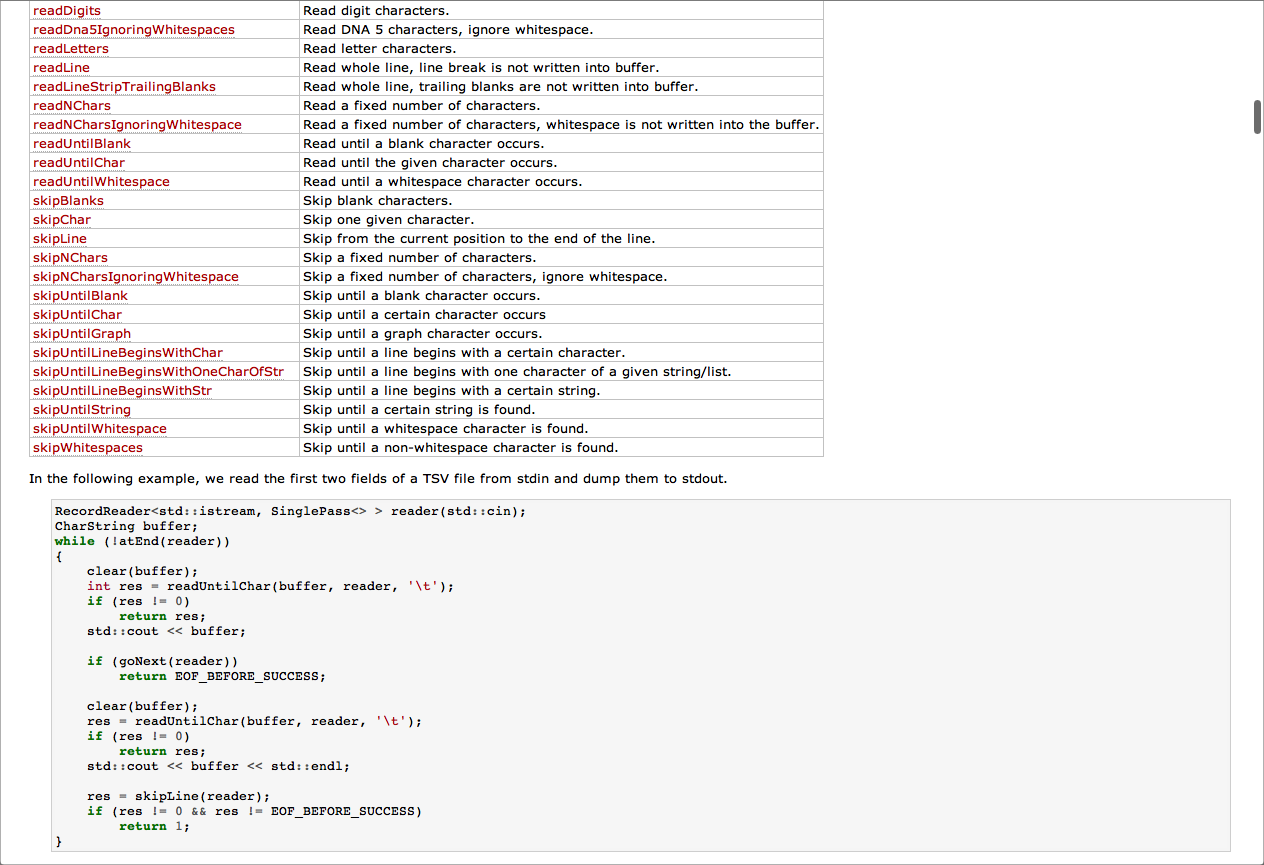 readDigits Read digit characters.
readDna5IgnoringWhitespaces Read DNA 5 characters, ignore whitespace.
readLetters Read letter characters.
readLine Read whole line, line break is not written into buffer.
readLineStripTrailingBlanks Read whole line, trailing blanks are not written into buffer.
readNChars Read a fixed number of characters.
readNCharsIgnoringWhitespace Read a fixed number of characters, whitespace is not written into the buffer.
readUntilBlank Read until a blank character occurs.
readUntilChar Read until the given character occurs.
readUntilWhitespace Read until a whitespace character occurs.
skipBlanks Skip blank characters.
skipChar Skip one given character.
skipLine Skip from the current position to the end of the line.
skipNChars Skip a fixed number of characters.
skipNCharsIgnoringWhitespace Skip a fixed number of characters, ignore whitespace.
skipUntilBlank Skip until a blank character occurs.
skipUntilChar Skip until a certain character occurs
skipUntilGraph Skip until a graph character occurs.
skipUntilLineBeginsWithChar Skip until a line begins with a certain character.
skipUntilLineBeginsWithOneCharOfStr Skip until a line begins with one character of a given string/list.
skipUntilLineBeginsWithStr Skip until a line begins with a certain string.
skipUntilString Skip until a certain string is found.
skipUntilWhitespace Skip until a whitespace character is found.
skipWhitespaces Skip until a non-whitespace character is found.
In the following example, we read the first two fields of a TSV file from stdin and dump them to stdout.
RecordReader<std::istream, SinglePass<> > reader(std::cin);
CharString buffer;
while (!atEnd(reader))
{
    clear(buffer);
    int res = readUntilChar(buffer, reader, '\t');
    if (res != 0)
        return res;
    std::cout << buffer;

    if (goNext(reader))
        return EOF_BEFORE_SUCCESS;

    clear(buffer);
    res = readUntilChar(buffer, reader, '\t');
    if (res != 0)
        return res;
    std::cout << buffer << std::endl;

    res = skipLine(reader);
    if (res != 0 && res != EOF_BEFORE_SUCCESS)
        return 1;
}